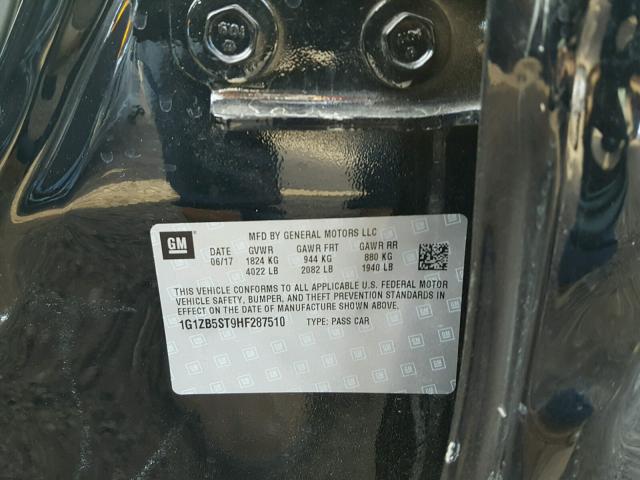 GM
MFD BY GENERAL MOTORS LLC
DATE GVWR GAWR FRT GAWR RR
06/17 1824 KG 944 KG 880 KG
4022 LB 2082 LB 1940 LB
THIS VEHICLE CONFORMS TO ALL APPLICABLE U.S. FEDERAL MOTOR
VEHICLE SAFETY, BUMPER, AND THEFT PREVENTION STANDARDS IN
EFFECT ON THE DATE OF MANUFACTURE SHOWN ABOVE.
1G1ZB5ST9HF287510 TYPE: PASS CAR